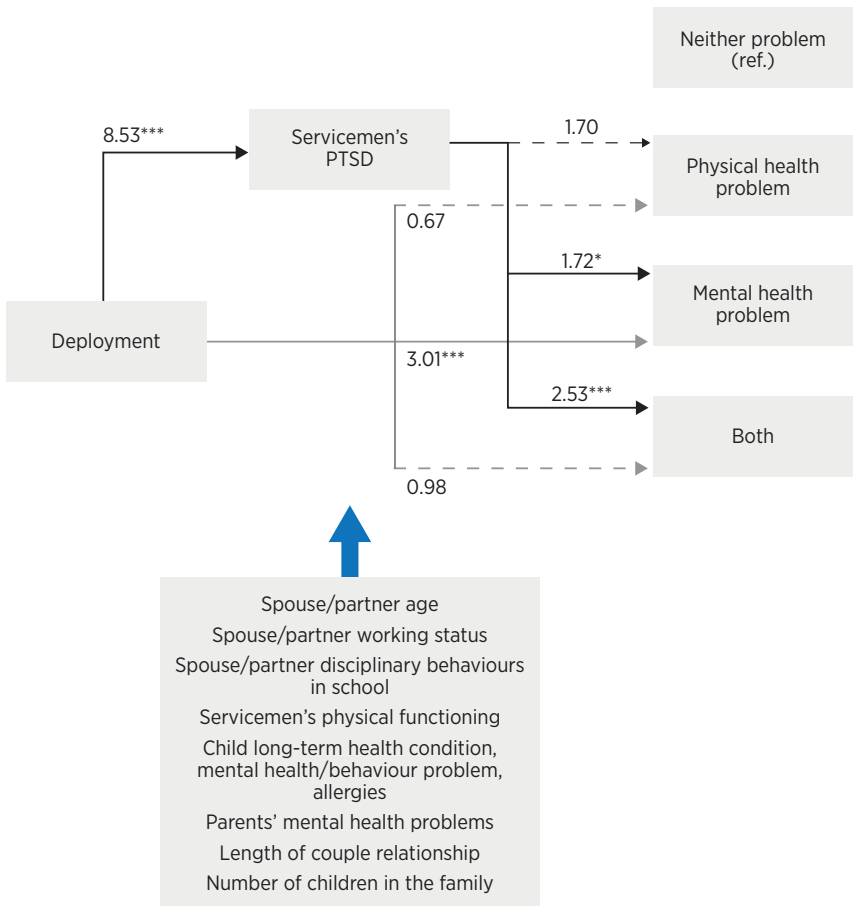 Neither problem
(ref.)
8.53***
Servicemen's
PTSD
1.70
Physical health
problem
0.67
1.72*
Mental health
problem
Deployment
3.01***
2.53***
Both
0.98
Spouse/partner age
Spouse/partner working status
Spouse/partner disciplinary behaviours
in school
Servicemen's physical functioning
Child long-term health condition,
mental health/behaviour problem,
allergies
Parents' mental health problems
Length of couple relationship
Number of children in the family